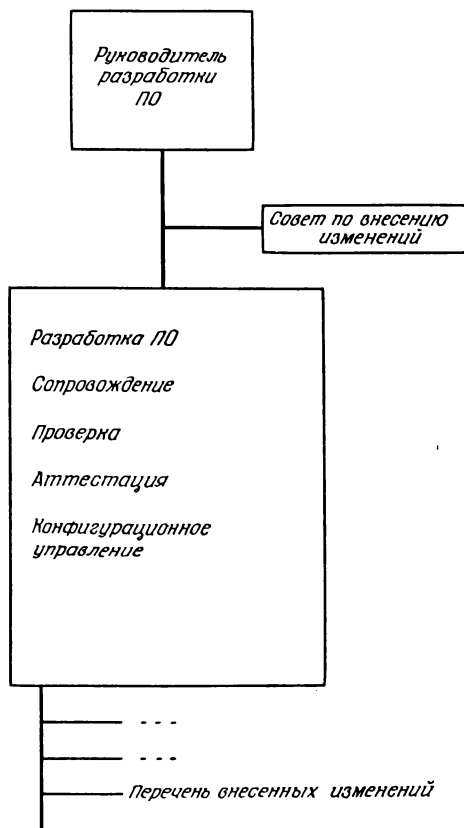 Руководитель
разработки
ПО
Совет по внесению
изменений
Разработка ПО
Сопровождение
Проверка
Аттестация
Конфигурационное
управление
- - -
- - -
Перечень внесенных изменений